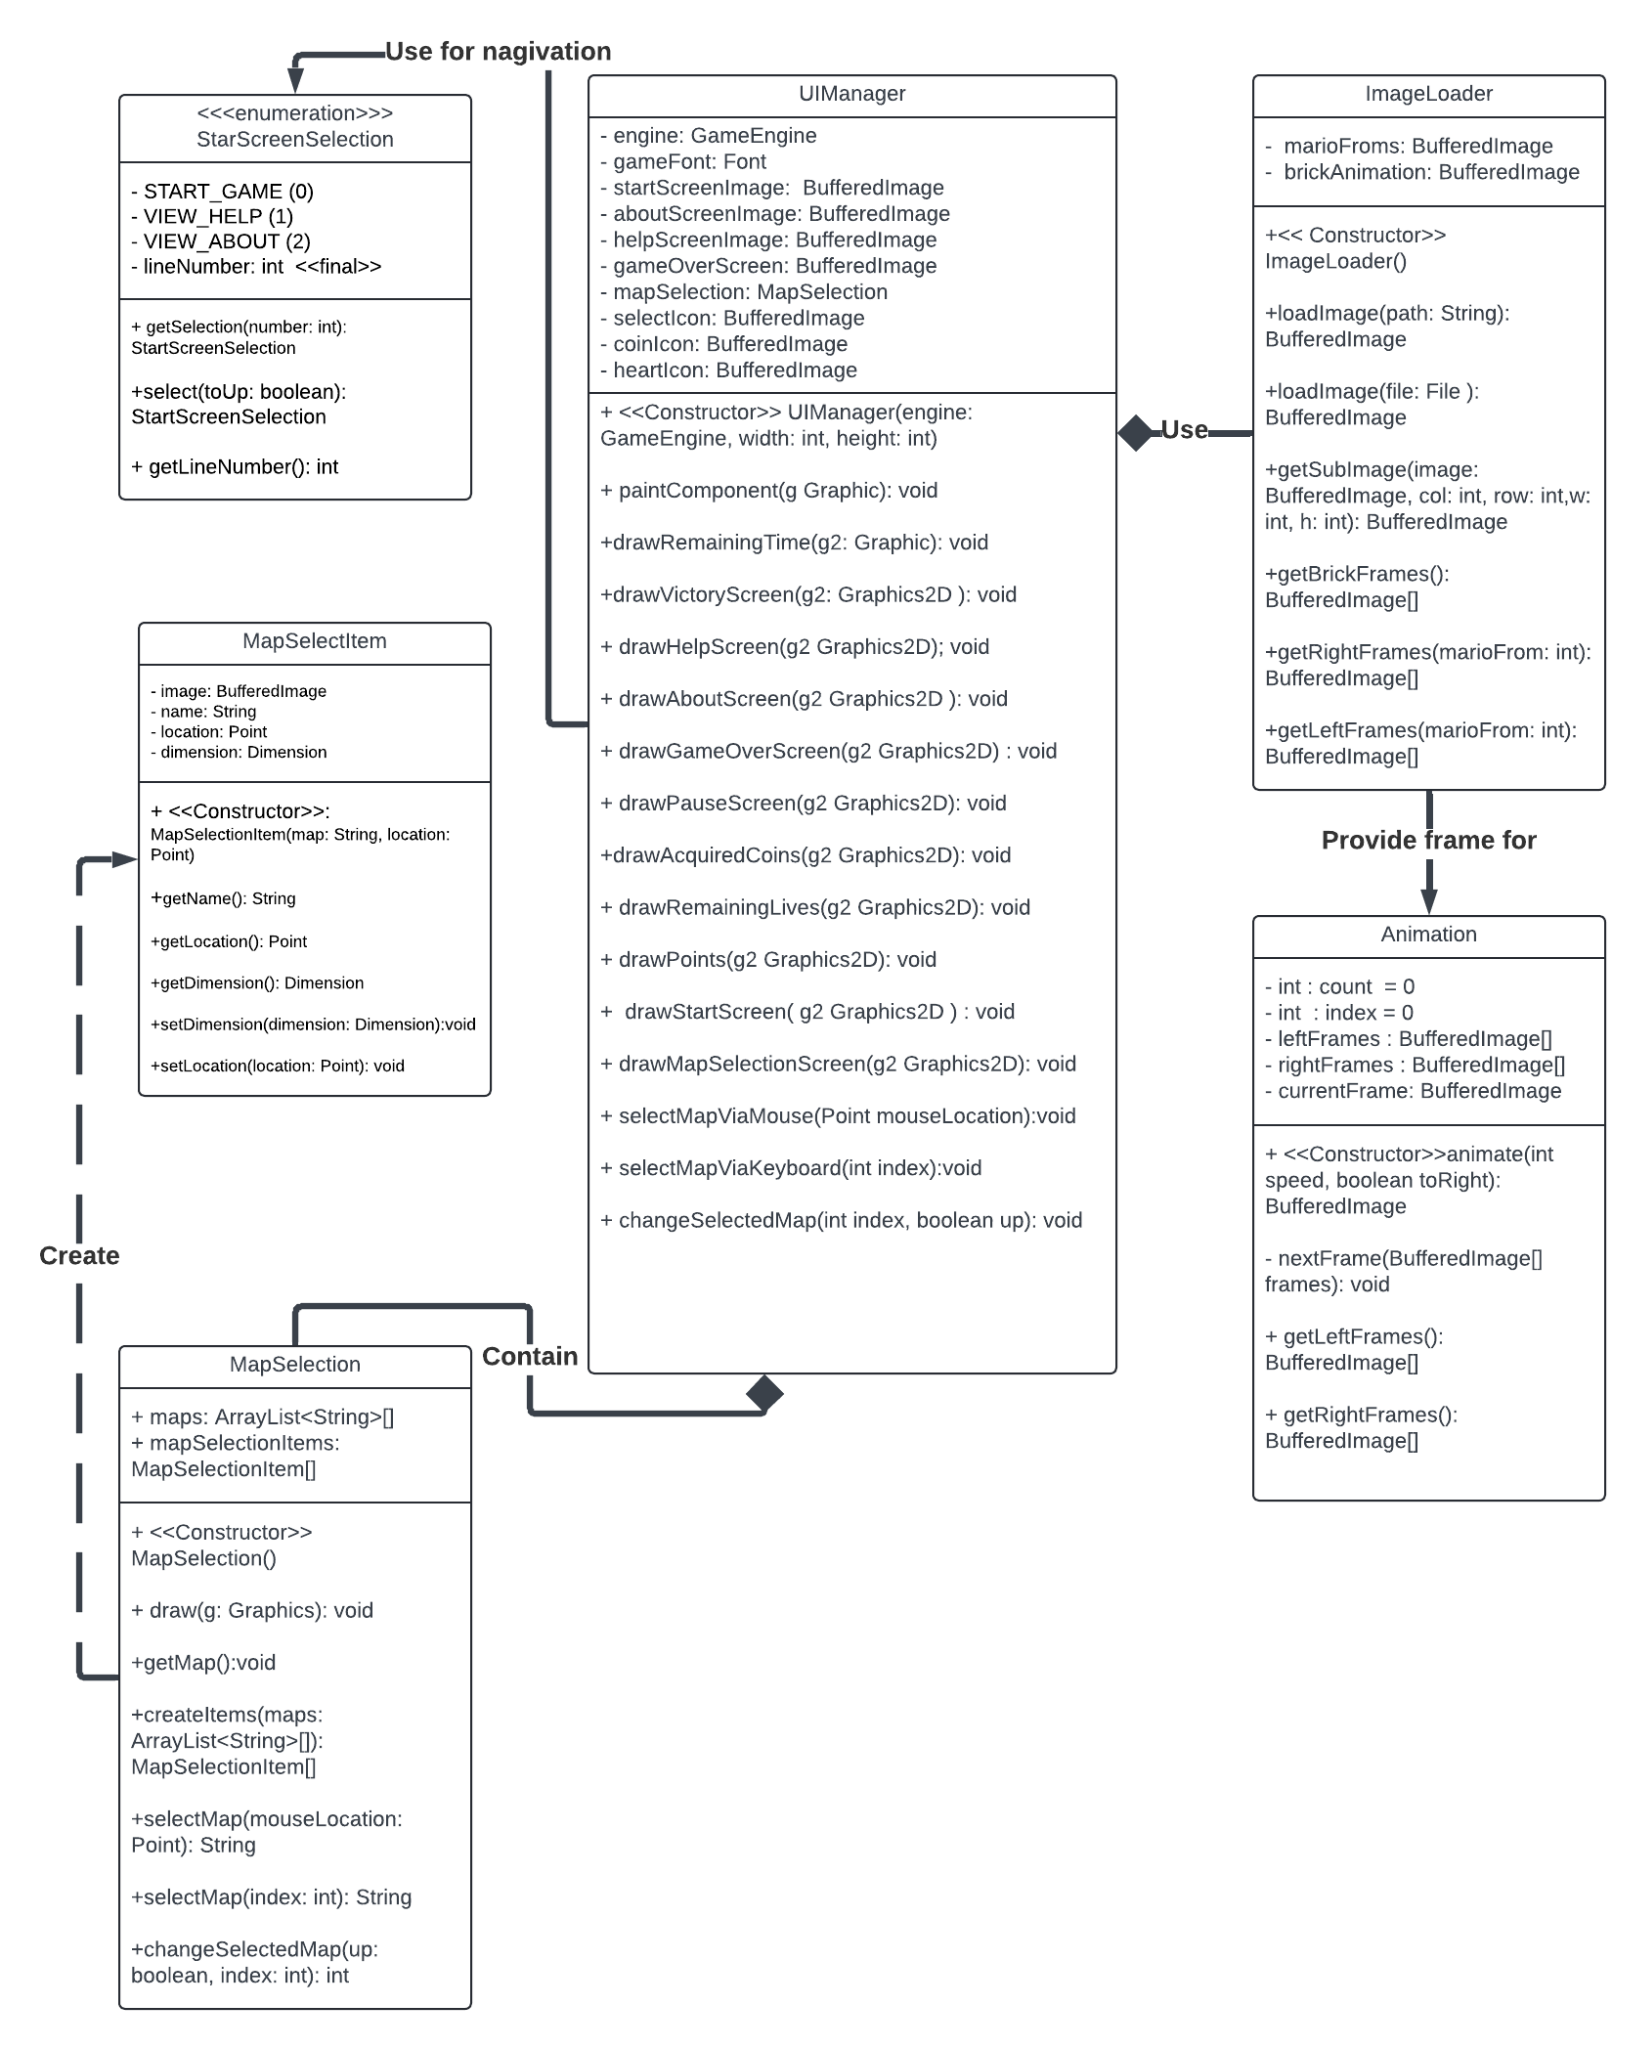 Use for nagivation
<<<enumeration>>>
StarScreenSelection
- START_GAME (0)
- VIEW_HELP (1)
- VIEW_ABOUT (2)
- lineNumber: int  <<final>>
+ getSelection(number: int):
StartScreenSelection
+select(toUp: boolean):
StartScreenSelection
+ getLineNumber(): int
UIManager
- engine: GameEngine
- gameFont: Font
- startScreenImage:  BufferedImage
- aboutScreenImage: BufferedImage
- helpScreenImage: BufferedImage
- gameOverScreen: BufferedImage
- mapSelection: MapSelection
- selectIcon: BufferedImage
- coinIcon: BufferedImage
- heartIcon: BufferedImage
+ <<Constructor>> UIManager(engine:
GameEngine, width: int, height: int)
+ paintComponent(g Graphic): void
+drawRemainingTime(g2: Graphic): void
+drawVictoryScreen(g2: Graphics2D ): void
+ drawHelpScreen(g2 Graphics2D); void
+ drawAboutScreen(g2 Graphics2D ): void
+ drawGameOverScreen(g2 Graphics2D) : void
+ drawPauseScreen(g2 Graphics2D): void
+drawAcquiredCoins(g2 Graphics2D): void
+ drawRemainingLives(g2 Graphics2D): void
+ drawPoints(g2 Graphics2D): void
+  drawStartScreen( g2 Graphics2D ) : void
+ drawMapSelectionScreen(g2 Graphics2D): void
+ selectMapViaMouse(Point mouseLocation):void
+ selectMapViaKeyboard(int index):void
+ changeSelectedMap(int index, boolean up): void
Use
ImageLoader
-  marioFroms: BufferedImage
-  brickAnimation: BufferedImage
+<< Constructor>>
ImageLoader()
+loadImage(path: String):
BufferedImage
+loadImage(file: File ):
BufferedImage
+getSubImage(image:
BufferedImage, col: int, row: int,w:
int, h: int): BufferedImage
+getBrickFrames():
BufferedImage[]
+getRightFrames(marioFrom: int):
BufferedImage[]
+getLeftFrames(marioFrom: int):
BufferedImage[]
Provide frame for
Animation
- int : count  = 0
- int  : index = 0
- leftFrames : BufferedImage[]
- rightFrames : BufferedImage[]
- currentFrame: BufferedImage
+ <<Constructor>>animate(int
speed, boolean toRight):
BufferedImage
- nextFrame(BufferedImage[]
frames): void
+ getLeftFrames():
BufferedImage[]
+ getRightFrames():
BufferedImage[]
MapSelectItem
- image: BufferedImage
- name: String
- location: Point
- dimension: Dimension
+ <<Constructor>>:
MapSelectionItem(map: String, location:
Point)
+getName(): String
+getLocation(): Point
+getDimension(): Dimension
+setDimension(dimension: Dimension):void
+setLocation(location: Point): void
Create
Contain
MapSelection
+ maps: ArrayList<String>[]
+ mapSelectionItems:
MapSelectionItem[]
+ <<Constructor>>
MapSelection()
+ draw(g: Graphics): void
+getMap():void
+createItems(maps:
ArrayList<String>[]):
MapSelectionItem[]
+selectMap(mouseLocation:
Point): String
+selectMap(index: int): String
+changeSelectedMap(up:
boolean, index: int): int